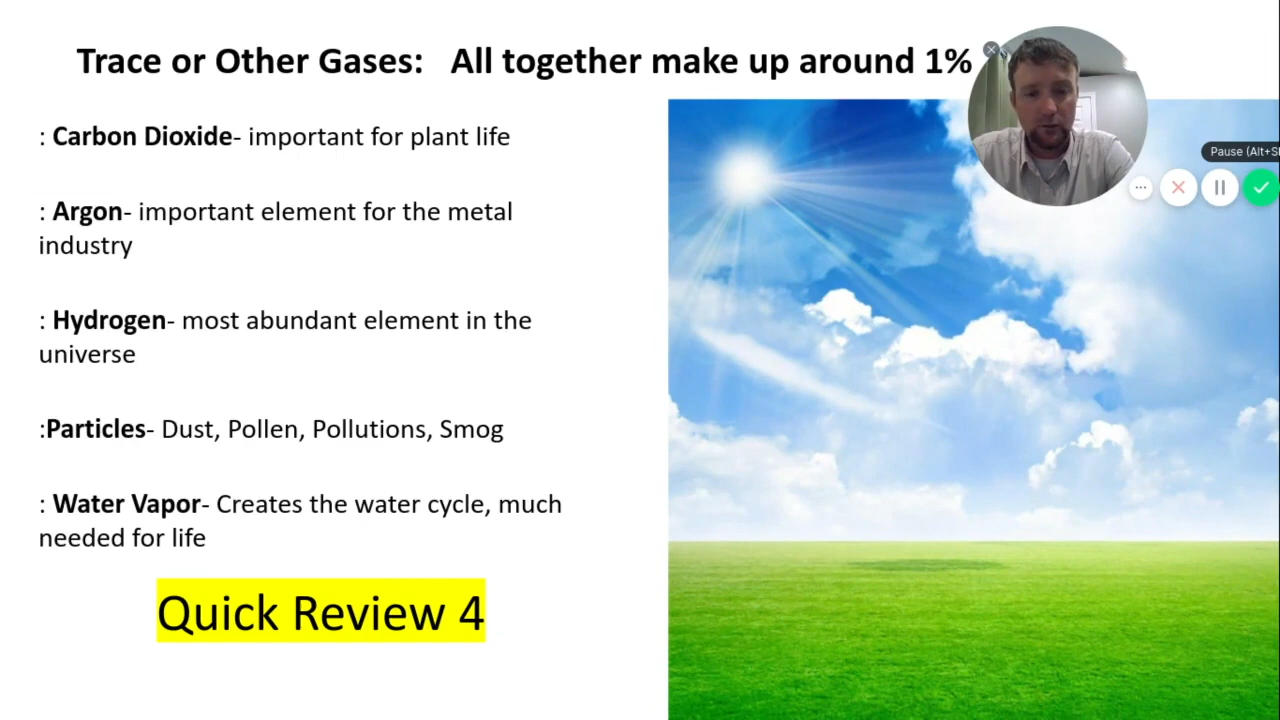 Trace or Other Gases:   All together make up around 1%
: Carbon Dioxide- important for plant life
: Argon- important element for the metal
industry
: Hydrogen- most abundant element in the
universe
:Particles- Dust, Pollen, Pollutions, Smog
: Water Vapor- Creates the water cycle, much
needed for life
Quick Review 4
Pause (Alt+S